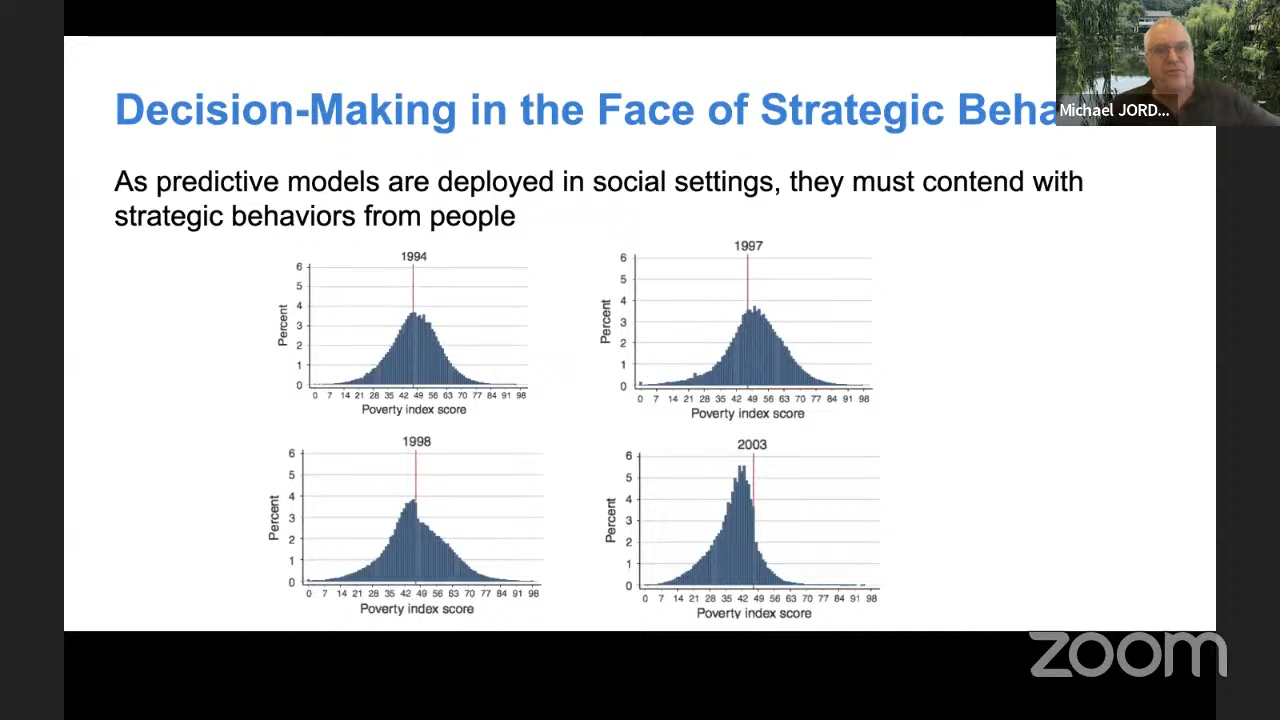 Decision-Making in the Face of Strategic Beha
Michael JORD...
As predictive models are deployed in social settings, they must contend with
strategic behaviors from people
1994
6
5
4
3
2
1
0
Percent
0 7 14 21 28 35 42 49 56 63 70 77 84 91 98
Poverty index score
1997
6
5
4
3
2
1
0
Percent
0 7 14 21 28 35 42 49 56 63 70 77 84 91 98
Poverty index score
1998
6
5
4
3
2
1
0
Percent
0 7 14 21 28 35 42 49 56 63 70 77 84 91 98
Poverty index score
2003
6
5
4
3
2
1
0
Percent
0 7 14 21 28 35 42 49 56 63 70 77 84 91 98
Poverty index score
zoom